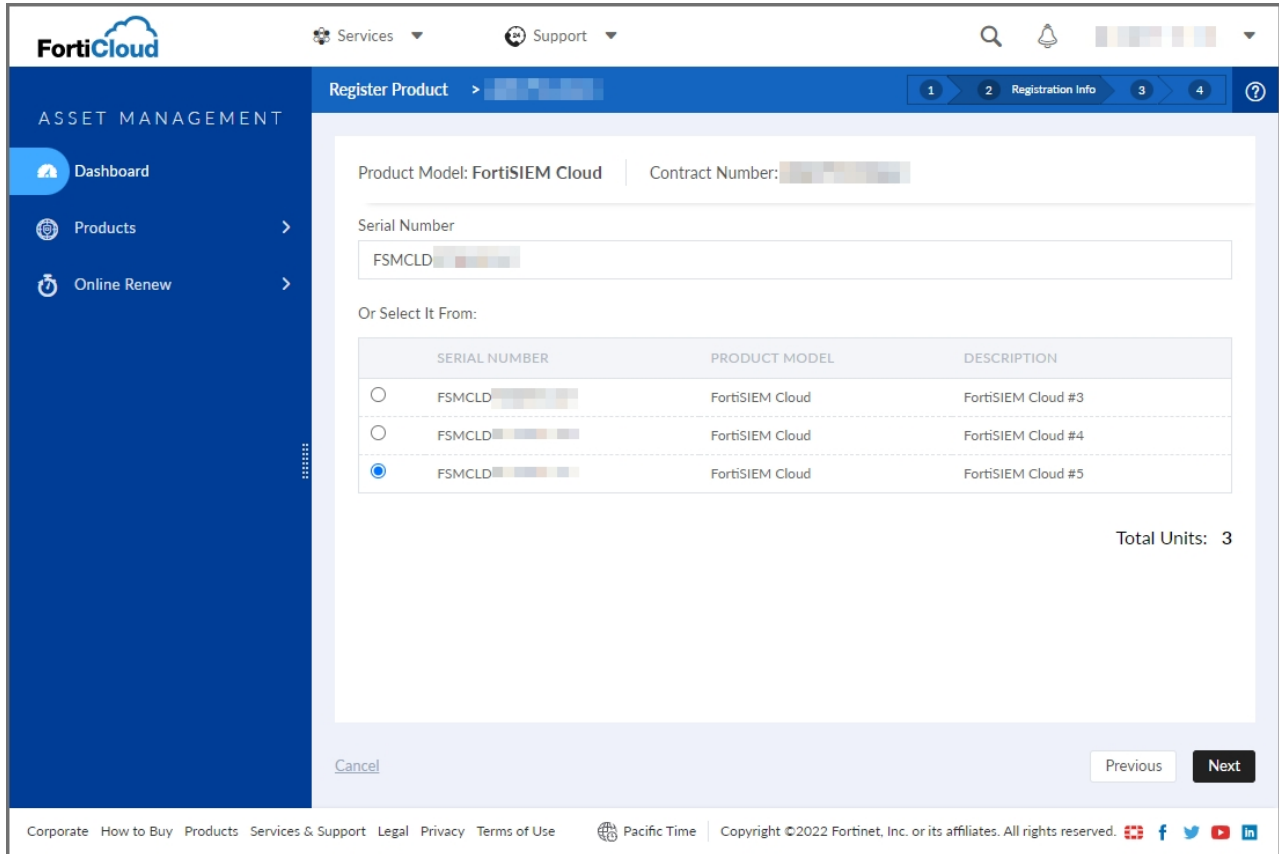 FortiCloud
Services
Support
Register Product >
1 2 Registration Info 3 4
ASSET MANAGEMENT
Dashboard
Products
Online Renew
Product Model: FortiSIEM Cloud
Contract Number:
Serial Number
FSMCLD
Or Select It From:
SERIAL NUMBER PRODUCT MODEL DESCRIPTION
FSMCLD FortiSIEM Cloud FortiSIEM Cloud #3
FSMCLD FortiSIEM Cloud FortiSIEM Cloud #4
FSMCLD FortiSIEM Cloud FortiSIEM Cloud #5
Total Units: 3
Cancel
Previous
Next
Corporate How to Buy Products Services & Support Legal Privacy Terms of Use Pacific Time Copyright ©2022 Fortinet, Inc. or its affiliates. All rights reserved.